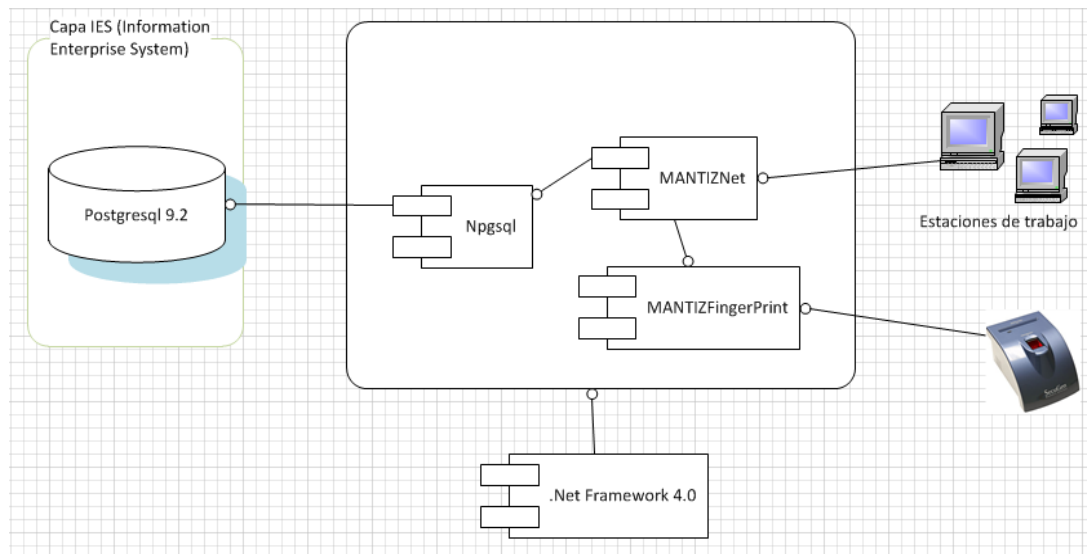 Capa IES (Information
Enterprise System)
Postgresql 9.2
Npgsql
MANTIZNet
MANTIZFingerPrint
Estaciones de trabajo
.Net Framework 4.0